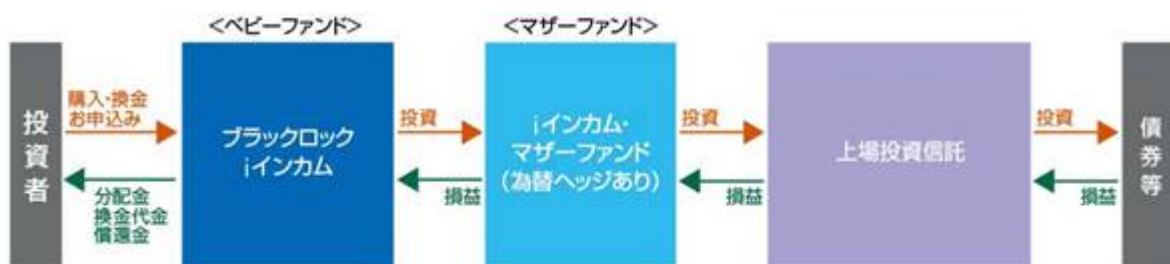 <ベビーファンド>
<マザーファンド>
投資者
購入・換金
お申込み
分配金
換金代金
償還金
ブラックロック
iインカム
投資
損益
iインカム・
マザーファンド
(為替ヘッジあり)
投資
損益
上場投資信託
投資
損益
債券等